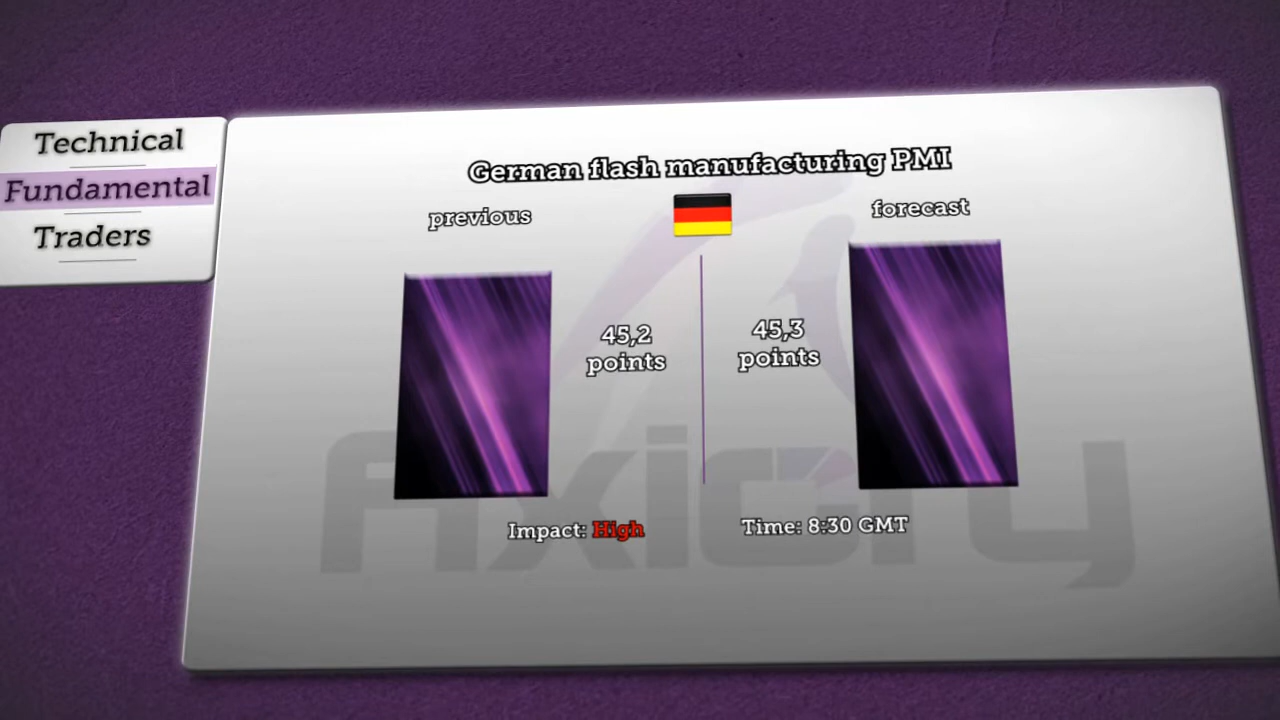 Technical
Fundamental
Traders
German flash manufacturing PMI
previous
forecast
45,2
points
45,3
points
Impact: High
Time: 8:30 GMT
Axiory